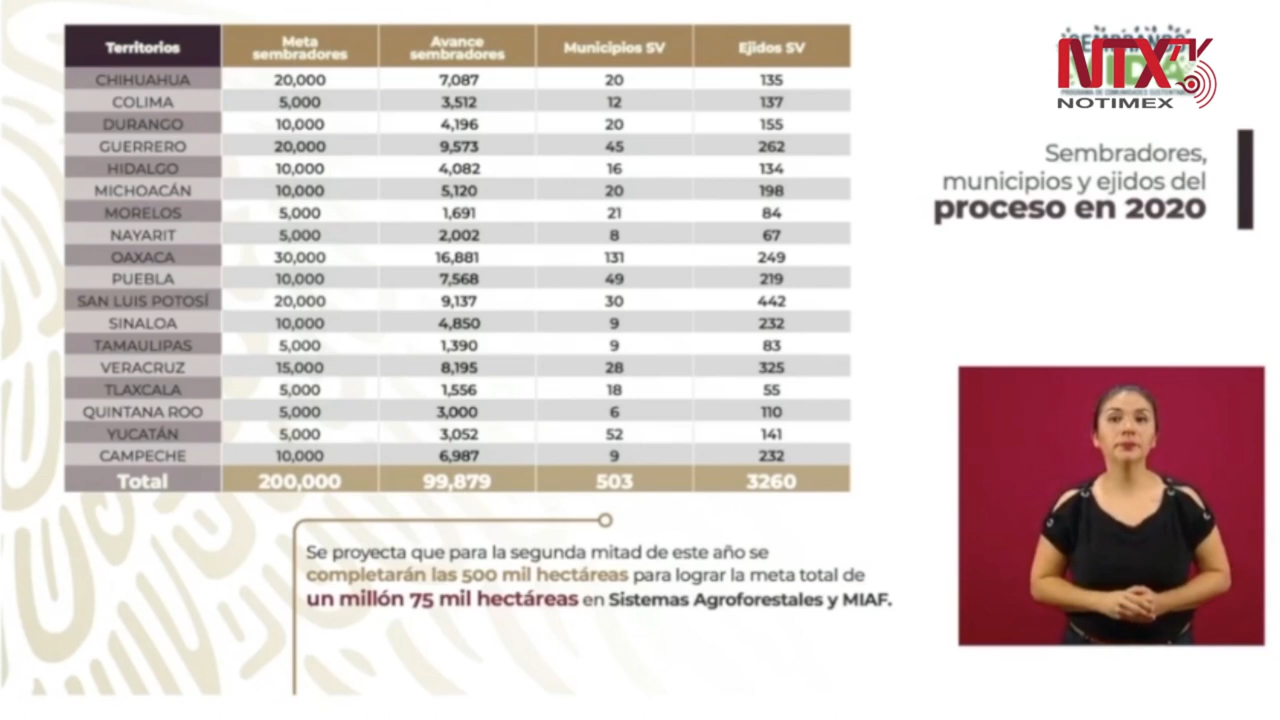 Territorios Meta sembradores Avance sembradores Municipios SV Ejidos SV
CHIHUAHUA 20,000 7,087 20 135
COLIMA 5,000 3,512 12 137
DURANGO 10,000 4,196 20 155
GUERRERO 20,000 9,573 45 262
HIDALGO 10,000 4,082 16 134
MICHOACÁN 10,000 5,120 20 198
MORELOS 5,000 1,691 21 84
NAYARIT 5,000 2,002 8 67
OAXACA 30,000 16,881 131 249
PUEBLA 10,000 7,568 49 219
SAN LUIS POTOSÍ 20,000 9,137 30 442
SINALOA 10,000 4,850 9 232
TAMAULIPAS 5,000 1,390 9 83
VERACRUZ 15,000 8,195 28 325
TLAXCALA 5,000 1,556 18 55
QUINTANA ROO 5,000 3,000 6 110
YUCATÁN 5,000 3,052 52 141
CAMPECHE 10,000 6,987 9 232
Total 200,000 99,879 503 3260
Se proyecta que para la segunda mitad de este año se
completarán las 500 mil hectáreas para lograr la meta total de
un millón 75 mil hectáreas en Sistemas Agroforestales y MIAF.
NTX
NOTIMEX
Sembradores,
municipios y ejidos del
proceso en 2020